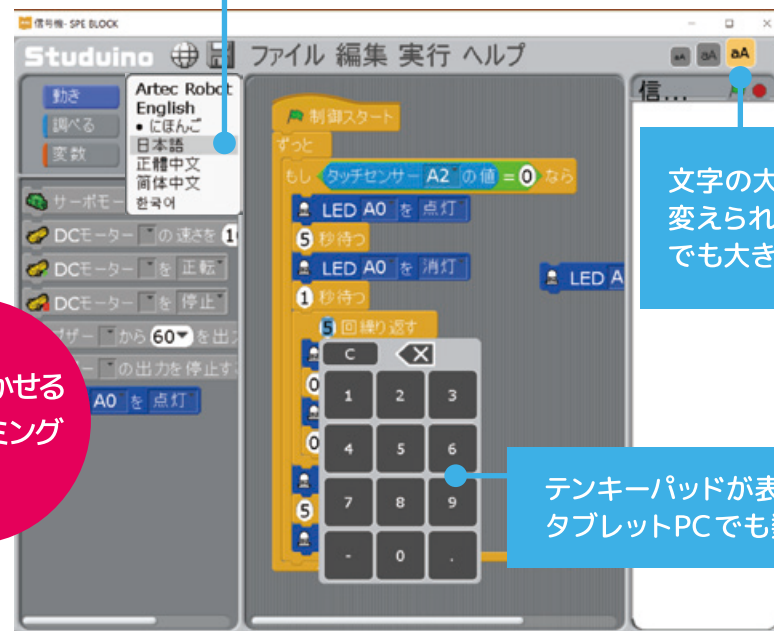 信号機- SPE BLOCK
Studuino ファイル 編集 実行 ヘルプ aA aA aA
動き
調べる
変数
Artec Robot
English
• にほんご
日本語
正體中文
简体中文
한국어
信...
制御スタート
ずっと
もし タッチセンサー A2 の値 = 0 なら
LED A0 を 点灯
5 秒待つ
LED A0 を 消灯
1 秒待つ
5 回繰り返す
0
0
5
LED A
サーボモー
DCモーター の速さを 1
DCモーター を 正転
DCモーター を 停止
ザー から 60 を出
の出力を停止す
A0 を 点灯
C
1 2 3
4 5 6
7 8 9
- 0 .
文字の大
変えられ
でも大き
かせる
ミング
テンキーパッドが表
タブレットPCでも